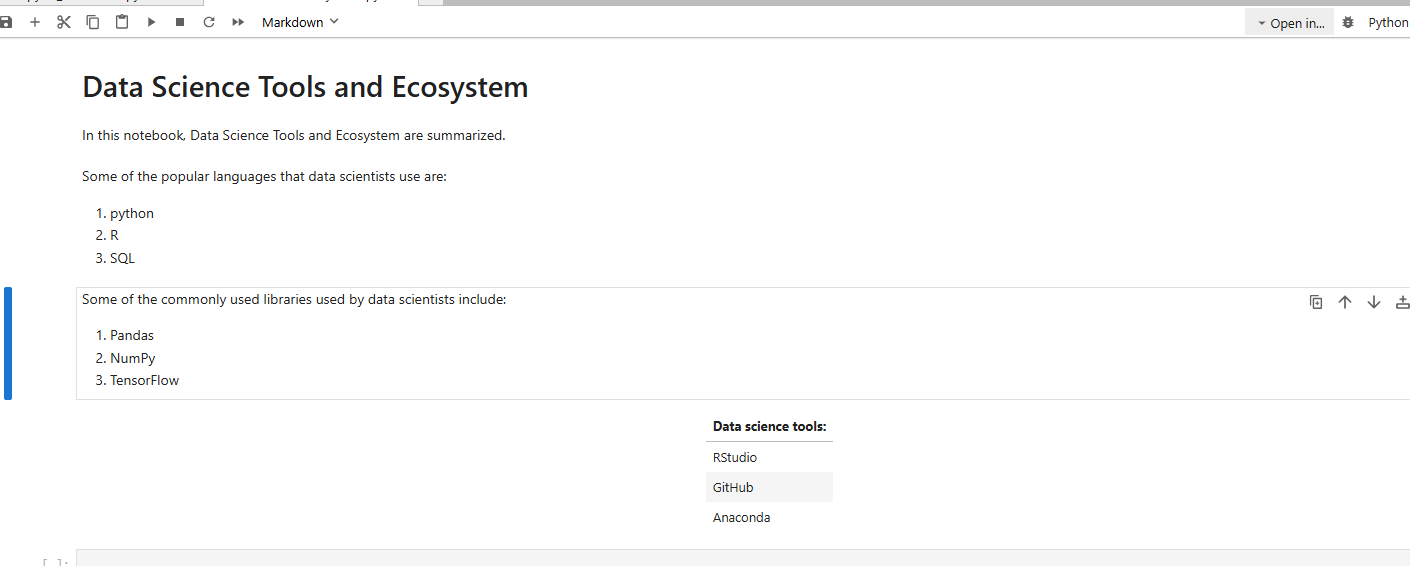 Markdown
Open in...
Python
Data Science Tools and Ecosystem
In this notebook, Data Science Tools and Ecosystem are summarized.
Some of the popular languages that data scientists use are:
1. python
2. R
3. SQL
Some of the commonly used libraries used by data scientists include:
1. Pandas
2. NumPy
3. TensorFlow
Data science tools:
RStudio
GitHub
Anaconda
[ ]: